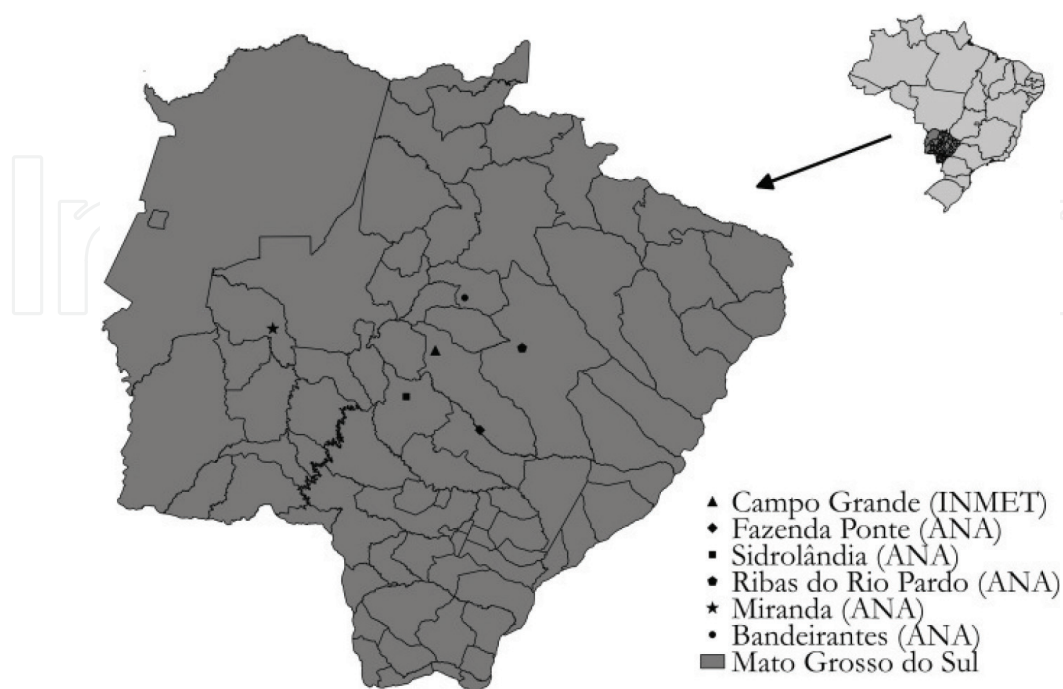 Campo Grande (INMET)
Fazenda Ponte (ANA)
Sidrolândia (ANA)
Ribas do Rio Pardo (ANA)
Miranda (ANA)
Bandeirantes (ANA)
Mato Grosso do Sul